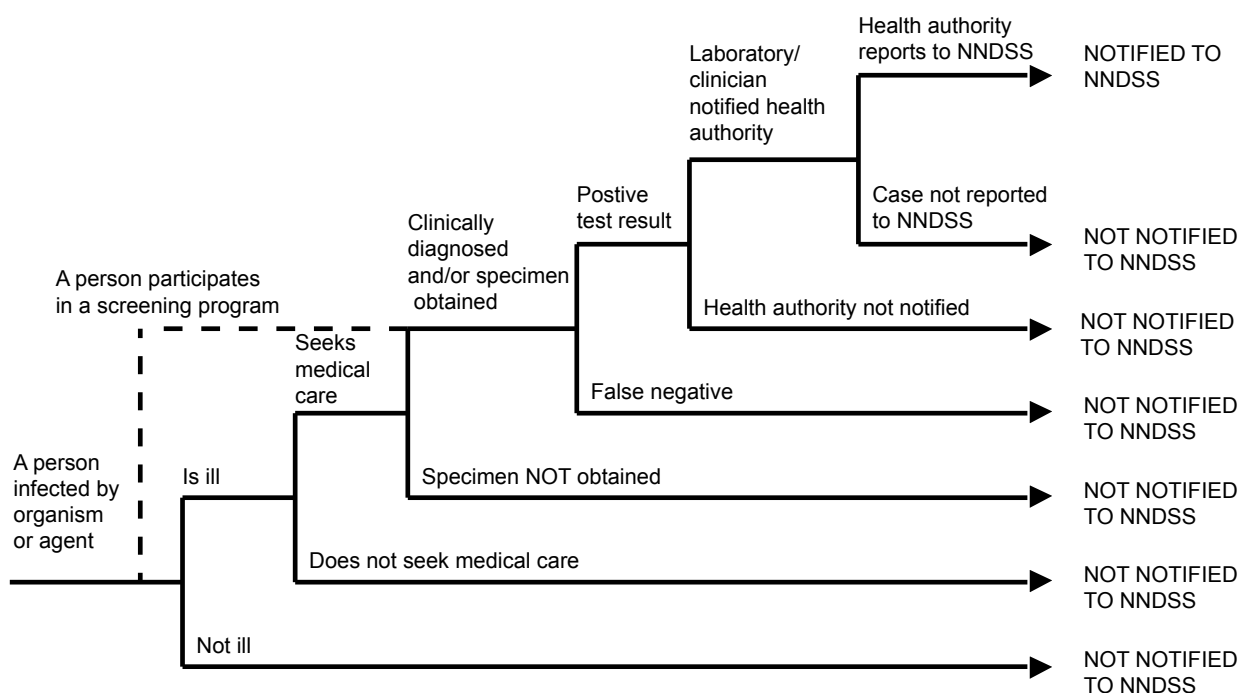 Health authority
reports to NNDSS
NOTIFIED TO
NNDSS
Laboratory/
clinician
notified health
authority
Case not reported
to NNDSS
NOT NOTIFIED
TO NNDSS
Postive
test result
Health authority not notified
NOT NOTIFIED
TO NNDSS
Clinically
diagnosed
and/or specimen
obtained
False negative
NOT NOTIFIED
TO NNDSS
A person participates
in a screening program
Seeks
medical
care
Specimen NOT obtained
NOT NOTIFIED
TO NNDSS
A person
infected by
organism
or agent
Is ill
Does not seek medical care
NOT NOTIFIED
TO NNDSS
Not ill
NOT NOTIFIED
TO NNDSS